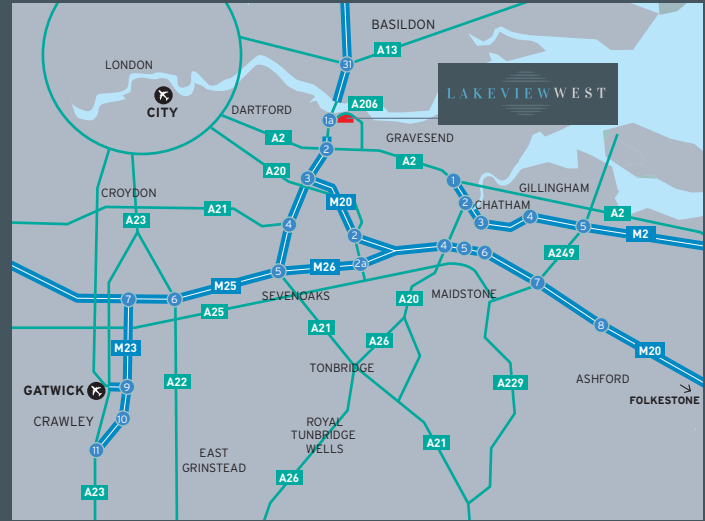 BASILDON
A13
LONDON
31
LAKEVIEWWEST
CITY
A206
DARTFORD
1a
GRAVESEND
A2
2
A2
A20
3
1
GILLINGHAM
CROYDON
M20
2
CHATHAM
A21
A23
3
4
A2
4
5
M2
2
4
5
6
A249
M26
2a
5
M25
7
SEVENOAKS
MAIDSTONE
7
6
A20
A25
A21
8
A26
M23
M20
TONBRIDGE
ASHFORD
GATWICK
9
A22
A229
FOLKESTONE
CRAWLEY
10
ROYAL
TUNBRIDGE
WELLS
A21
11
EAST
GRINSTEAD
A26
A23